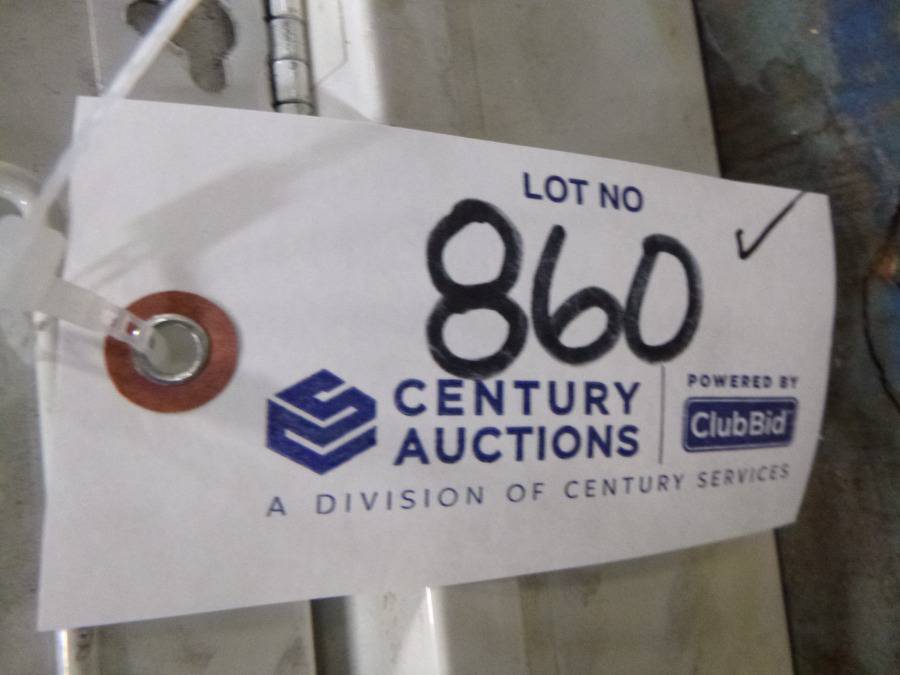 LOT NO
860
CENTURY
AUCTIONS
POWERED BY
ClubBid
A DIVISION OF CENTURY SERVICES